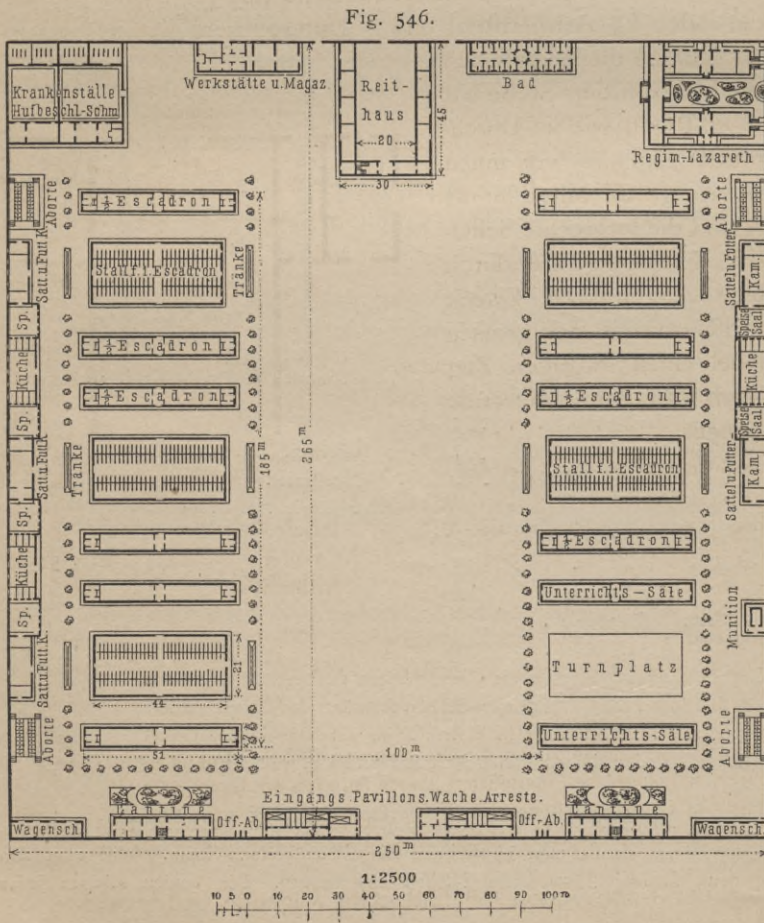 Fig. 546.
Krankenställe
Hufbeschl-Schm
Werkstätte u. Magaz
Reit-
haus
20
30
45
Bad
Regim-Lazareth
Aborte
½ Escadron
Aborte
Satt u. Futt K.
Stall f. 1. Escadron
Tränke
Sattel u. Futter
Kam.
Sp.
½ Escadron
Speise
Saal
Küche
½ Escadron
½ Escadron
Küche
Sp.
Speise
Saal
Satt u. Futt K
Tränke
185 m
265 m
Stall f. 1. Escadron
Sattel u. Futter
Kam.
Sp.
½ Escadron
Küche
Unterrichts-Säle
Sp.
Munition
Satt u. Futt K.
21
44
Turnplatz
Aborte
51
100 m
Unterrichts-Säle
Aborte
Eingangs Pavillons. Wache. Arreste.
Cantine
Cantine
Wagensch.
Off.-Ab.
Off.-Ab.
Wagensch.
250 m
1:2500
10 5 0 10 20 30 40 50 60 70 80 90 100 m